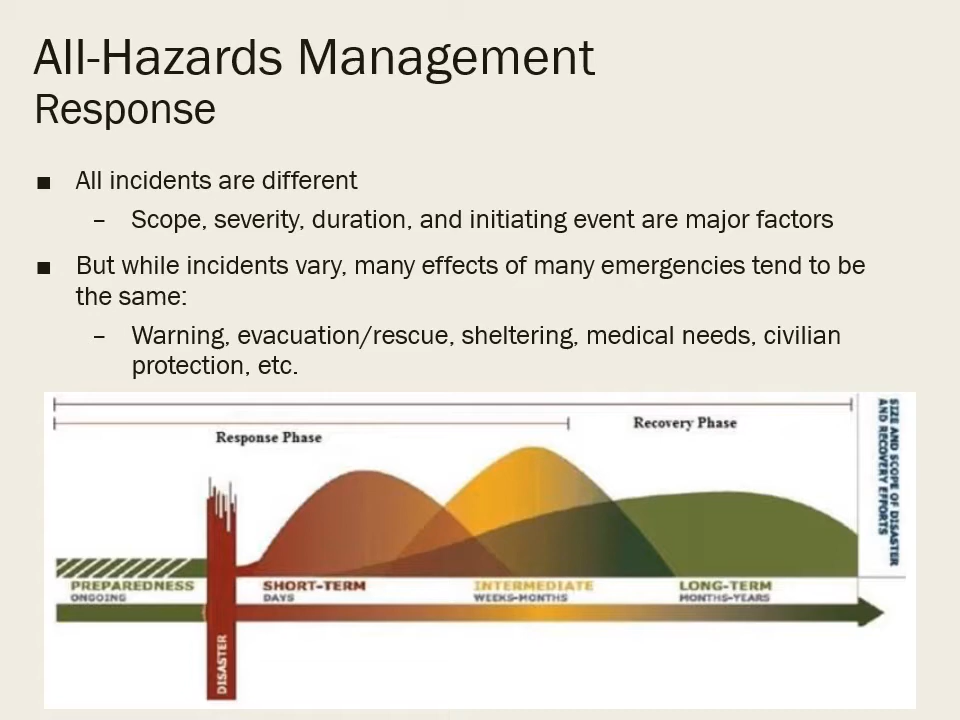 All-Hazards Management
Response
■ All incidents are different
– Scope, severity, duration, and initiating event are major factors
■ But while incidents vary, many effects of many emergencies tend to be
the same:
– Warning, evacuation/rescue, sheltering, medical needs, civilian
protection, etc.
Response Phase
Recovery Phase
SIZE AND SCOPE OF DISASTER
AND RECOVERY EFFORTS
PREPAREDNESS
ONGOING
SHORT-TERM
DAYS
INTERMEDIATE
WEEKS-MONTHS
LONG-TERM
MONTHS-YEARS
DISASTER